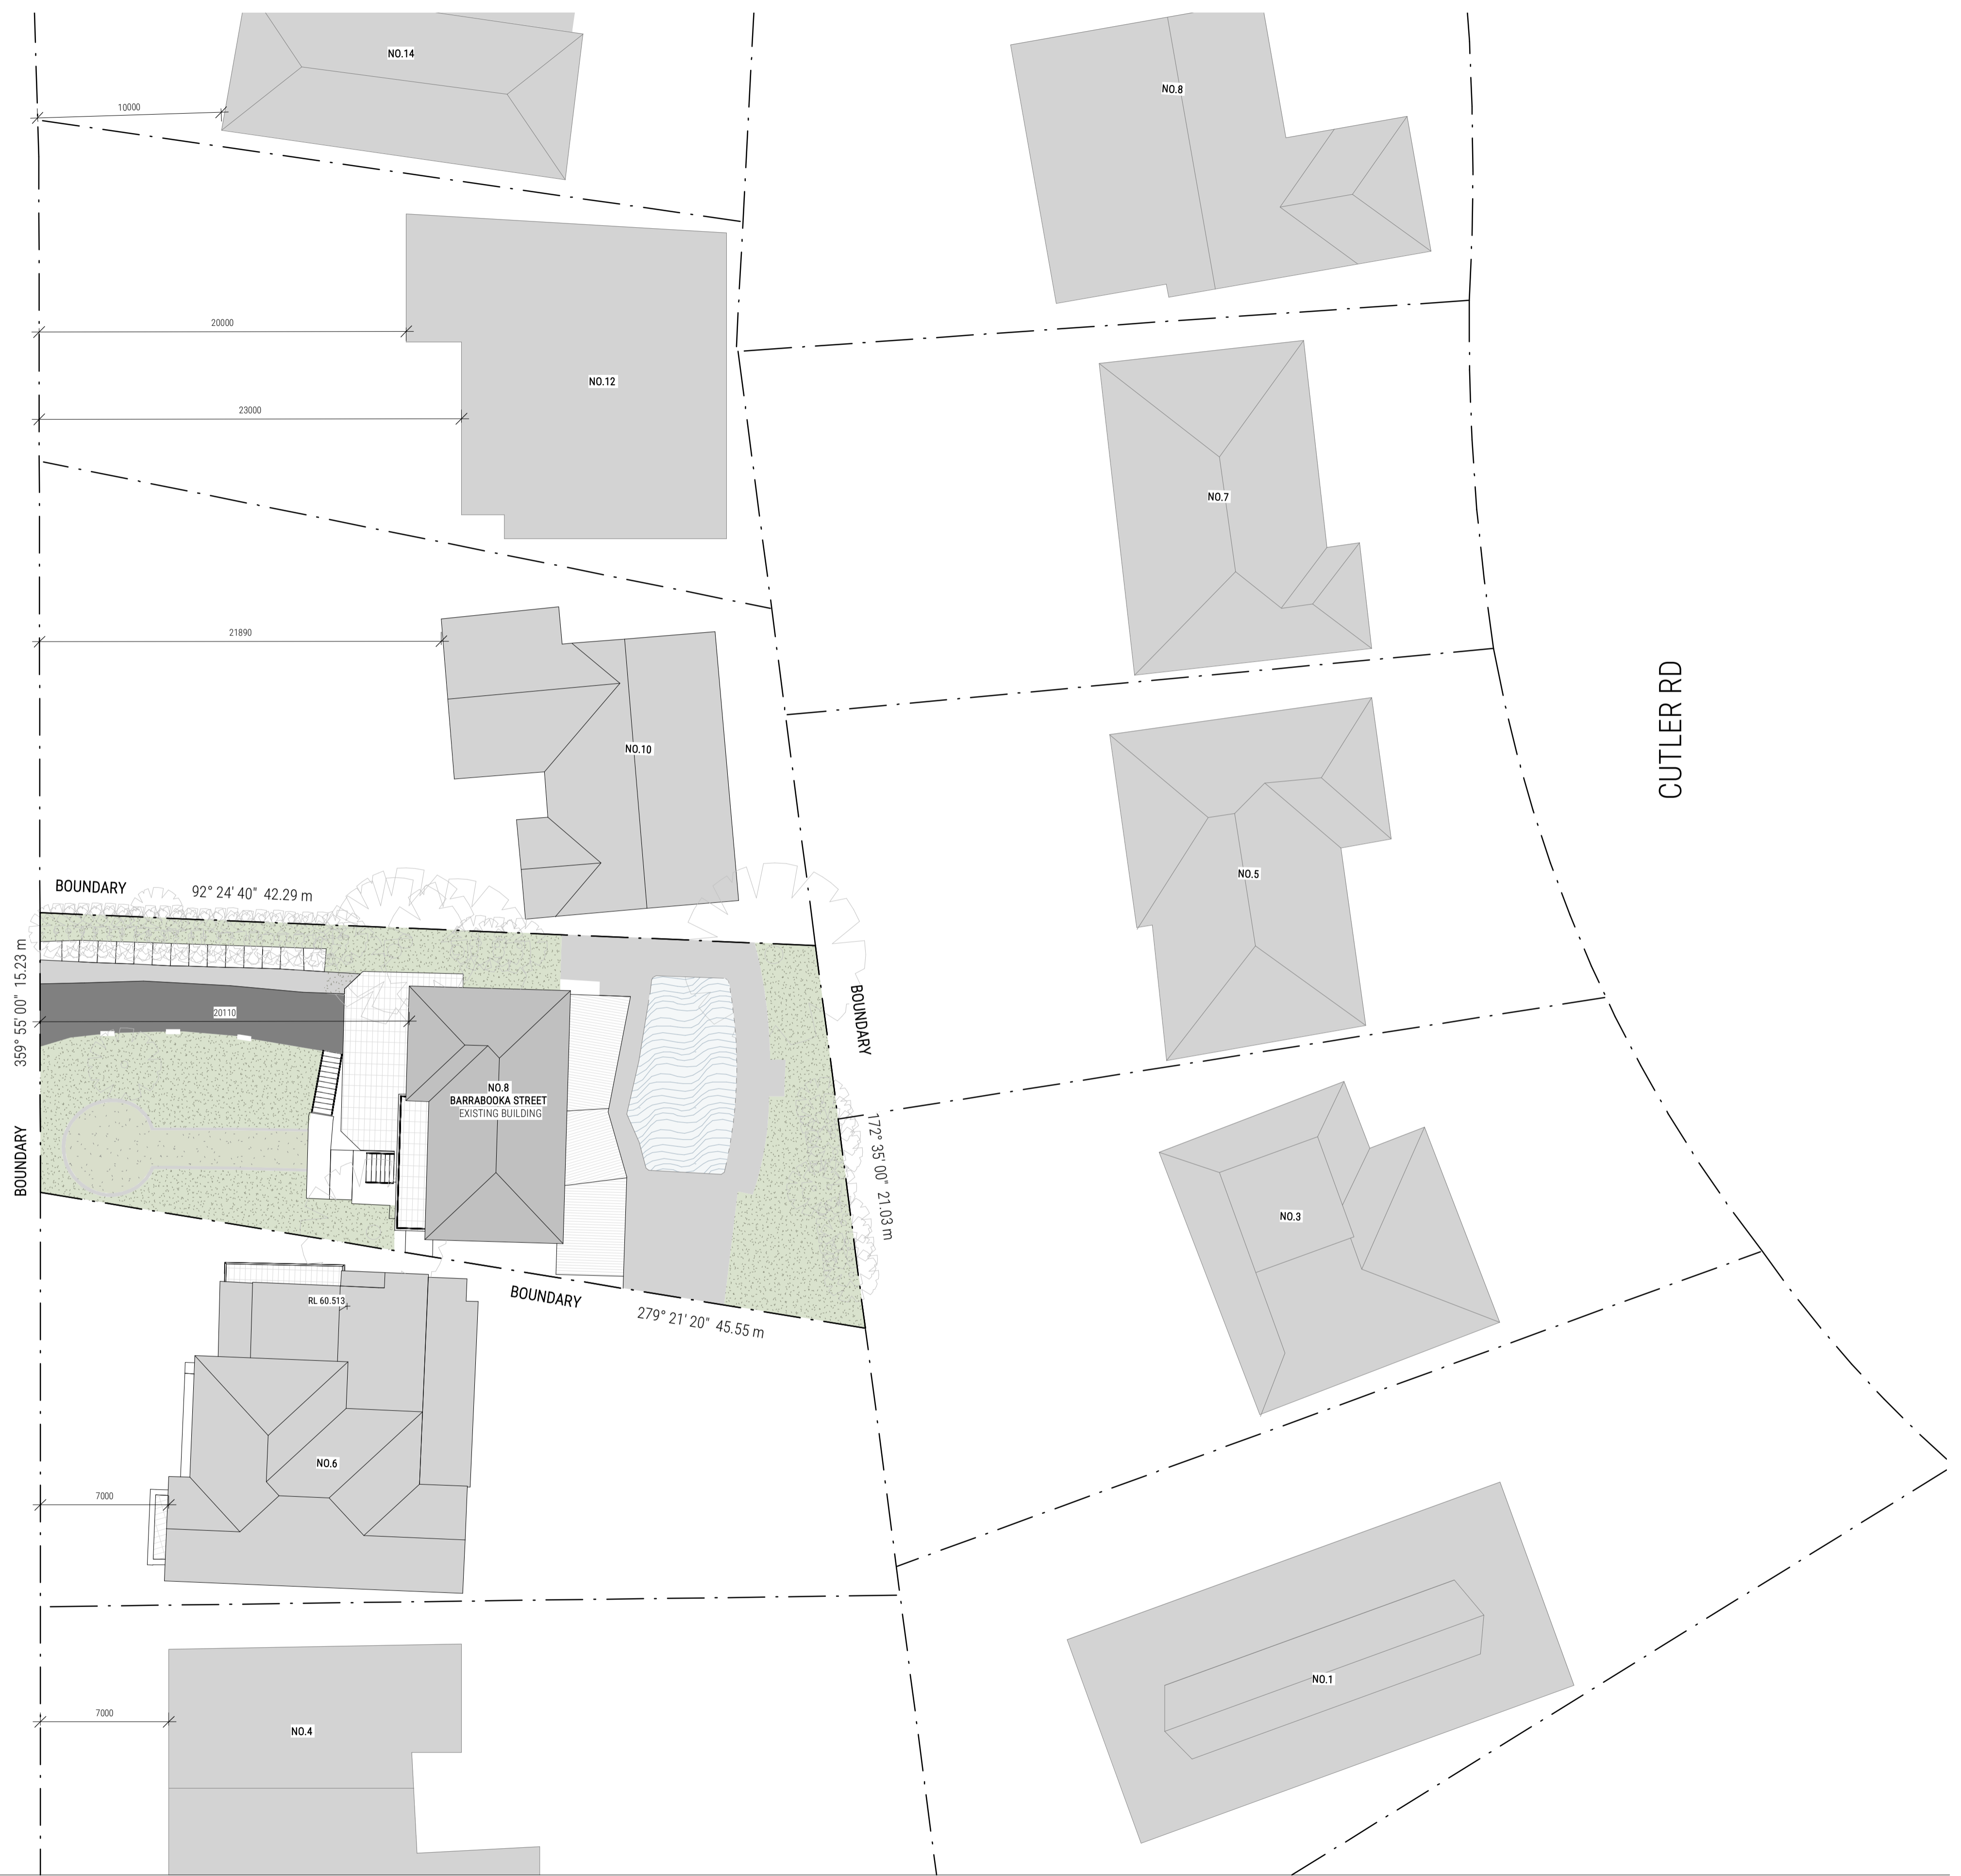 NO.14
NO.8
10000
20000
NO.12
23000
NO.7
21890
NO.10
CUTLER RD
NO.5
BOUNDARY
92° 24' 40" 42.29 m
359° 55' 00" 15.23 m
BOUNDARY
20110
BOUNDARY
NO.8
BARRABOOKA STREET
EXISTING BUILDING
172° 35' 00" 21.03 m
NO.3
BOUNDARY
279° 21' 20" 45.55 m
RL 60.513
NO.6
7000
NO.1
7000
NO.4